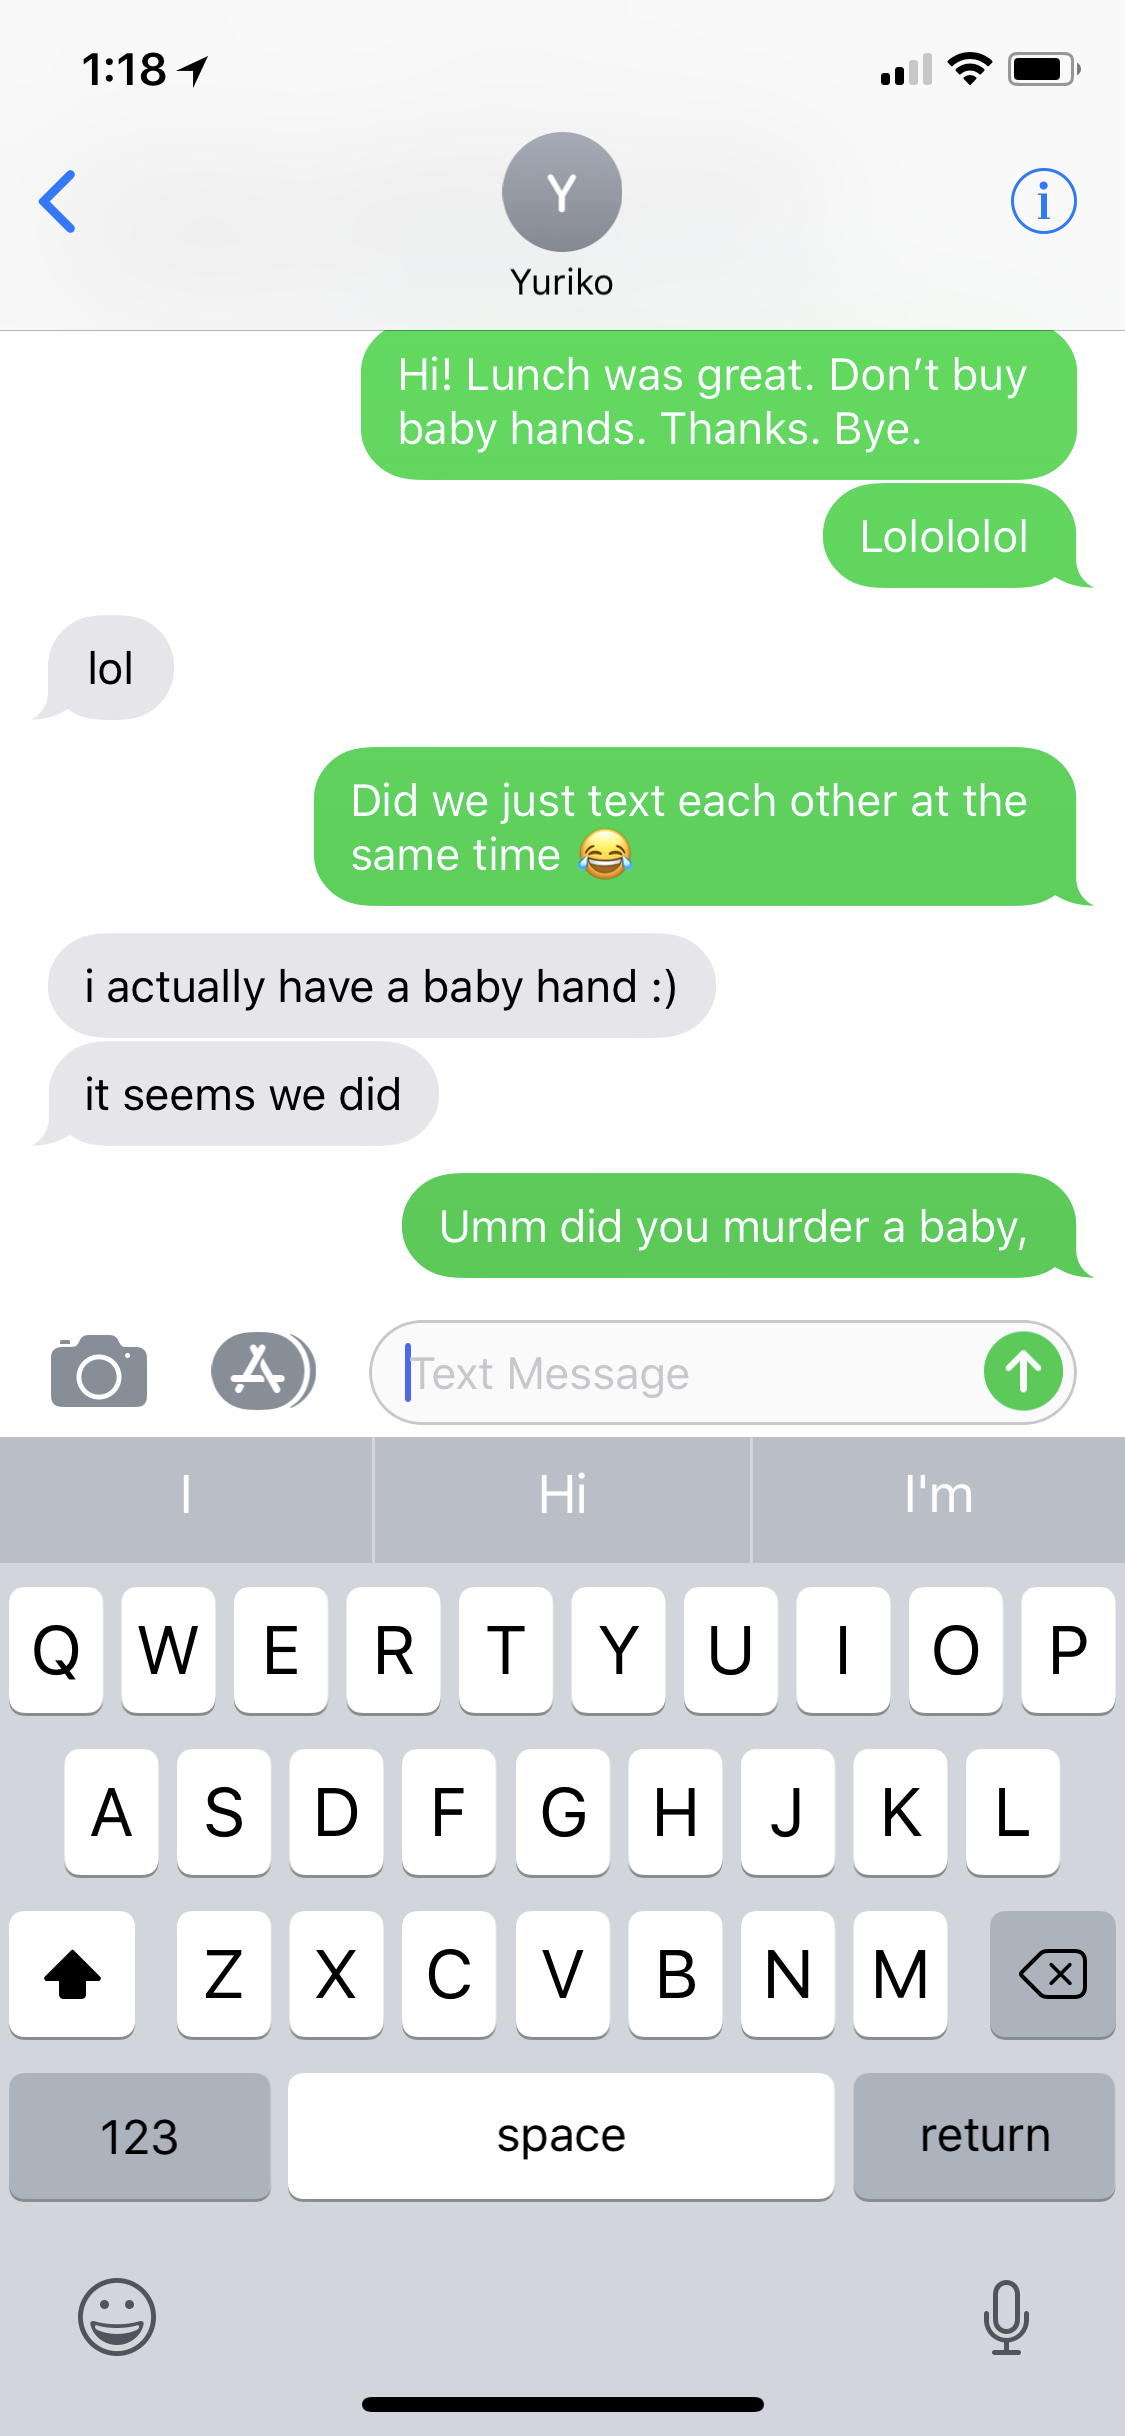 1:18
Y
Yuriko
Hi! Lunch was great. Don’t buy
baby hands. Thanks. Bye.
Lolololol
lol
Did we just text each other at the
same time 😂
i actually have a baby hand :)
it seems we did
Umm did you murder a baby,
Text Message
I Hi I'm
Q W E R T Y U I O P
A S D F G H J K L
Z X C V B N M
123 space return